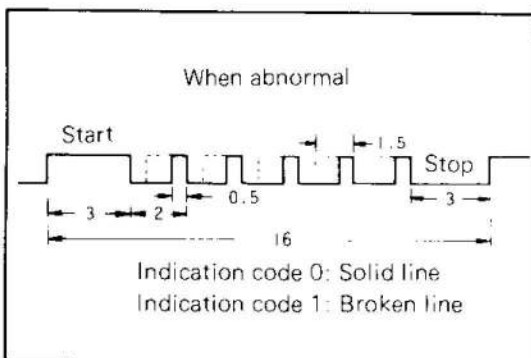 When abnormal
Start
1.5
Stop
3
2
0.5
3
16
Indication code 0: Solid line
Indication code 1: Broken line